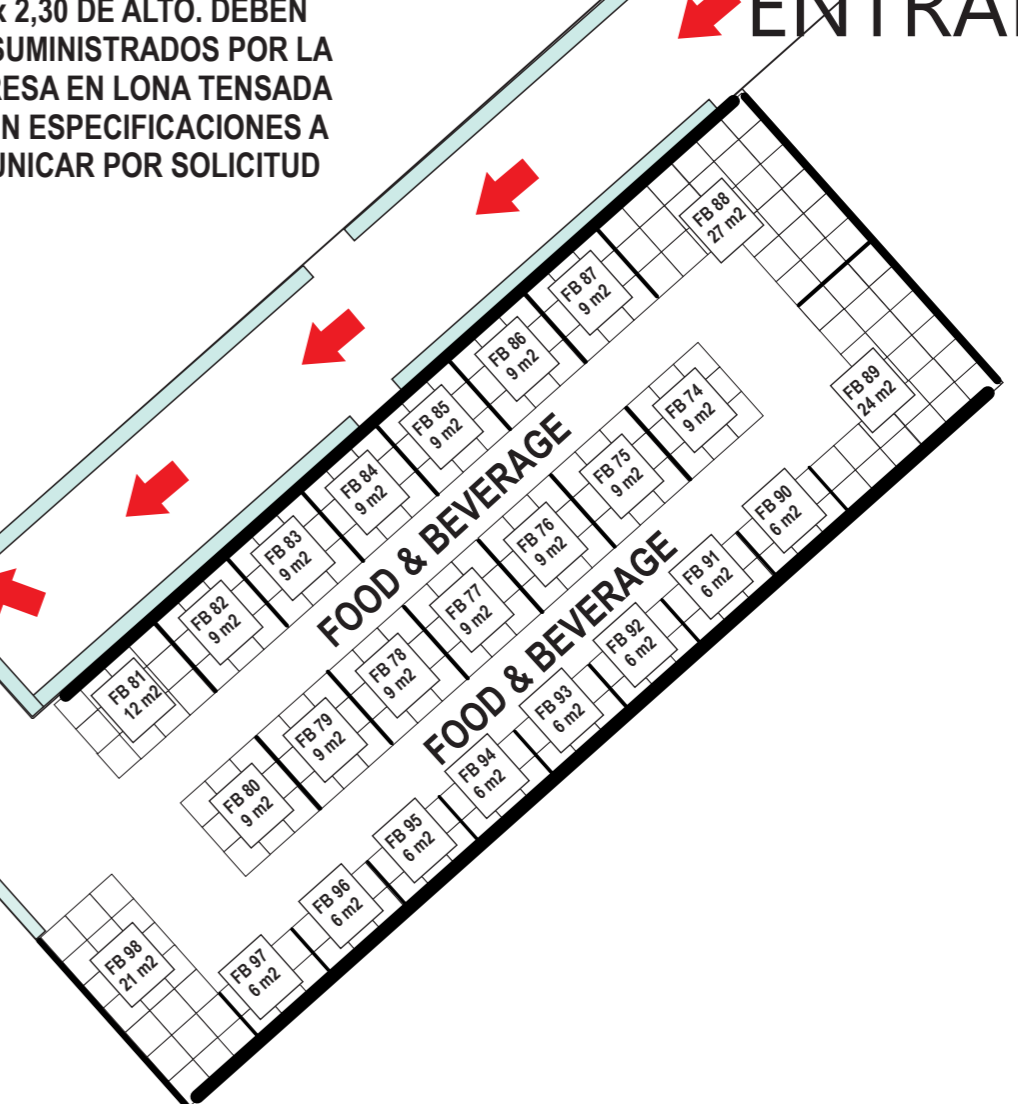 x 2,30 DE ALTO. DEBEN
SUMINISTRADOS POR LA
RESA EN LONA TENSADA
N ESPECIFICACIONES A
UNICAR POR SOLICITUD
ENTRA
FB 88
27 m2
FB 87
9 m2
FB 86
9 m2
FB 85
9 m2
FB 84
9 m2
FB 83
9 m2
FB 82
9 m2
FB 81
12 m2
FOOD & BEVERAGE
FB 89
24 m2
FB 74
9 m2
FB 75
9 m2
FB 76
9 m2
FB 77
9 m2
FB 78
9 m2
FB 79
9 m2
FB 80
9 m2
FOOD & BEVERAGE
FB 90
6 m2
FB 91
6 m2
FB 92
6 m2
FB 93
6 m2
FB 94
6 m2
FB 95
6 m2
FB 96
6 m2
FB 97
6 m2
FB 98
21 m2